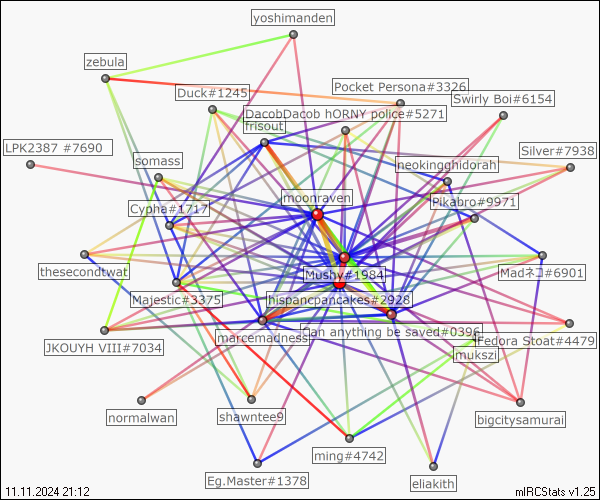 yoshimanden
zebula
Pocket Persona#3326
Duck#1245
Swirly Boi#6154
DacobDacob hORNY police#5271
frisout
LPK2387 #7690
Silver#7938
somass
neokingghidorah
moonraven
Pikabro#9971
Cypha#1717
thesecondtwat
Mushy#1984
Madネコ#6901
Majestic#3375
hispancpancakes#2928
marcemadness
Can anything be saved#0396
Fedora Stoat#4479
JKOUYH VIII#7034
mukszi
normalwan
shawntee9
bigcitysamurai
ming#4742
Eg.Master#1378
eliakith
11.11.2024 21:12
mIRCStats v1.25